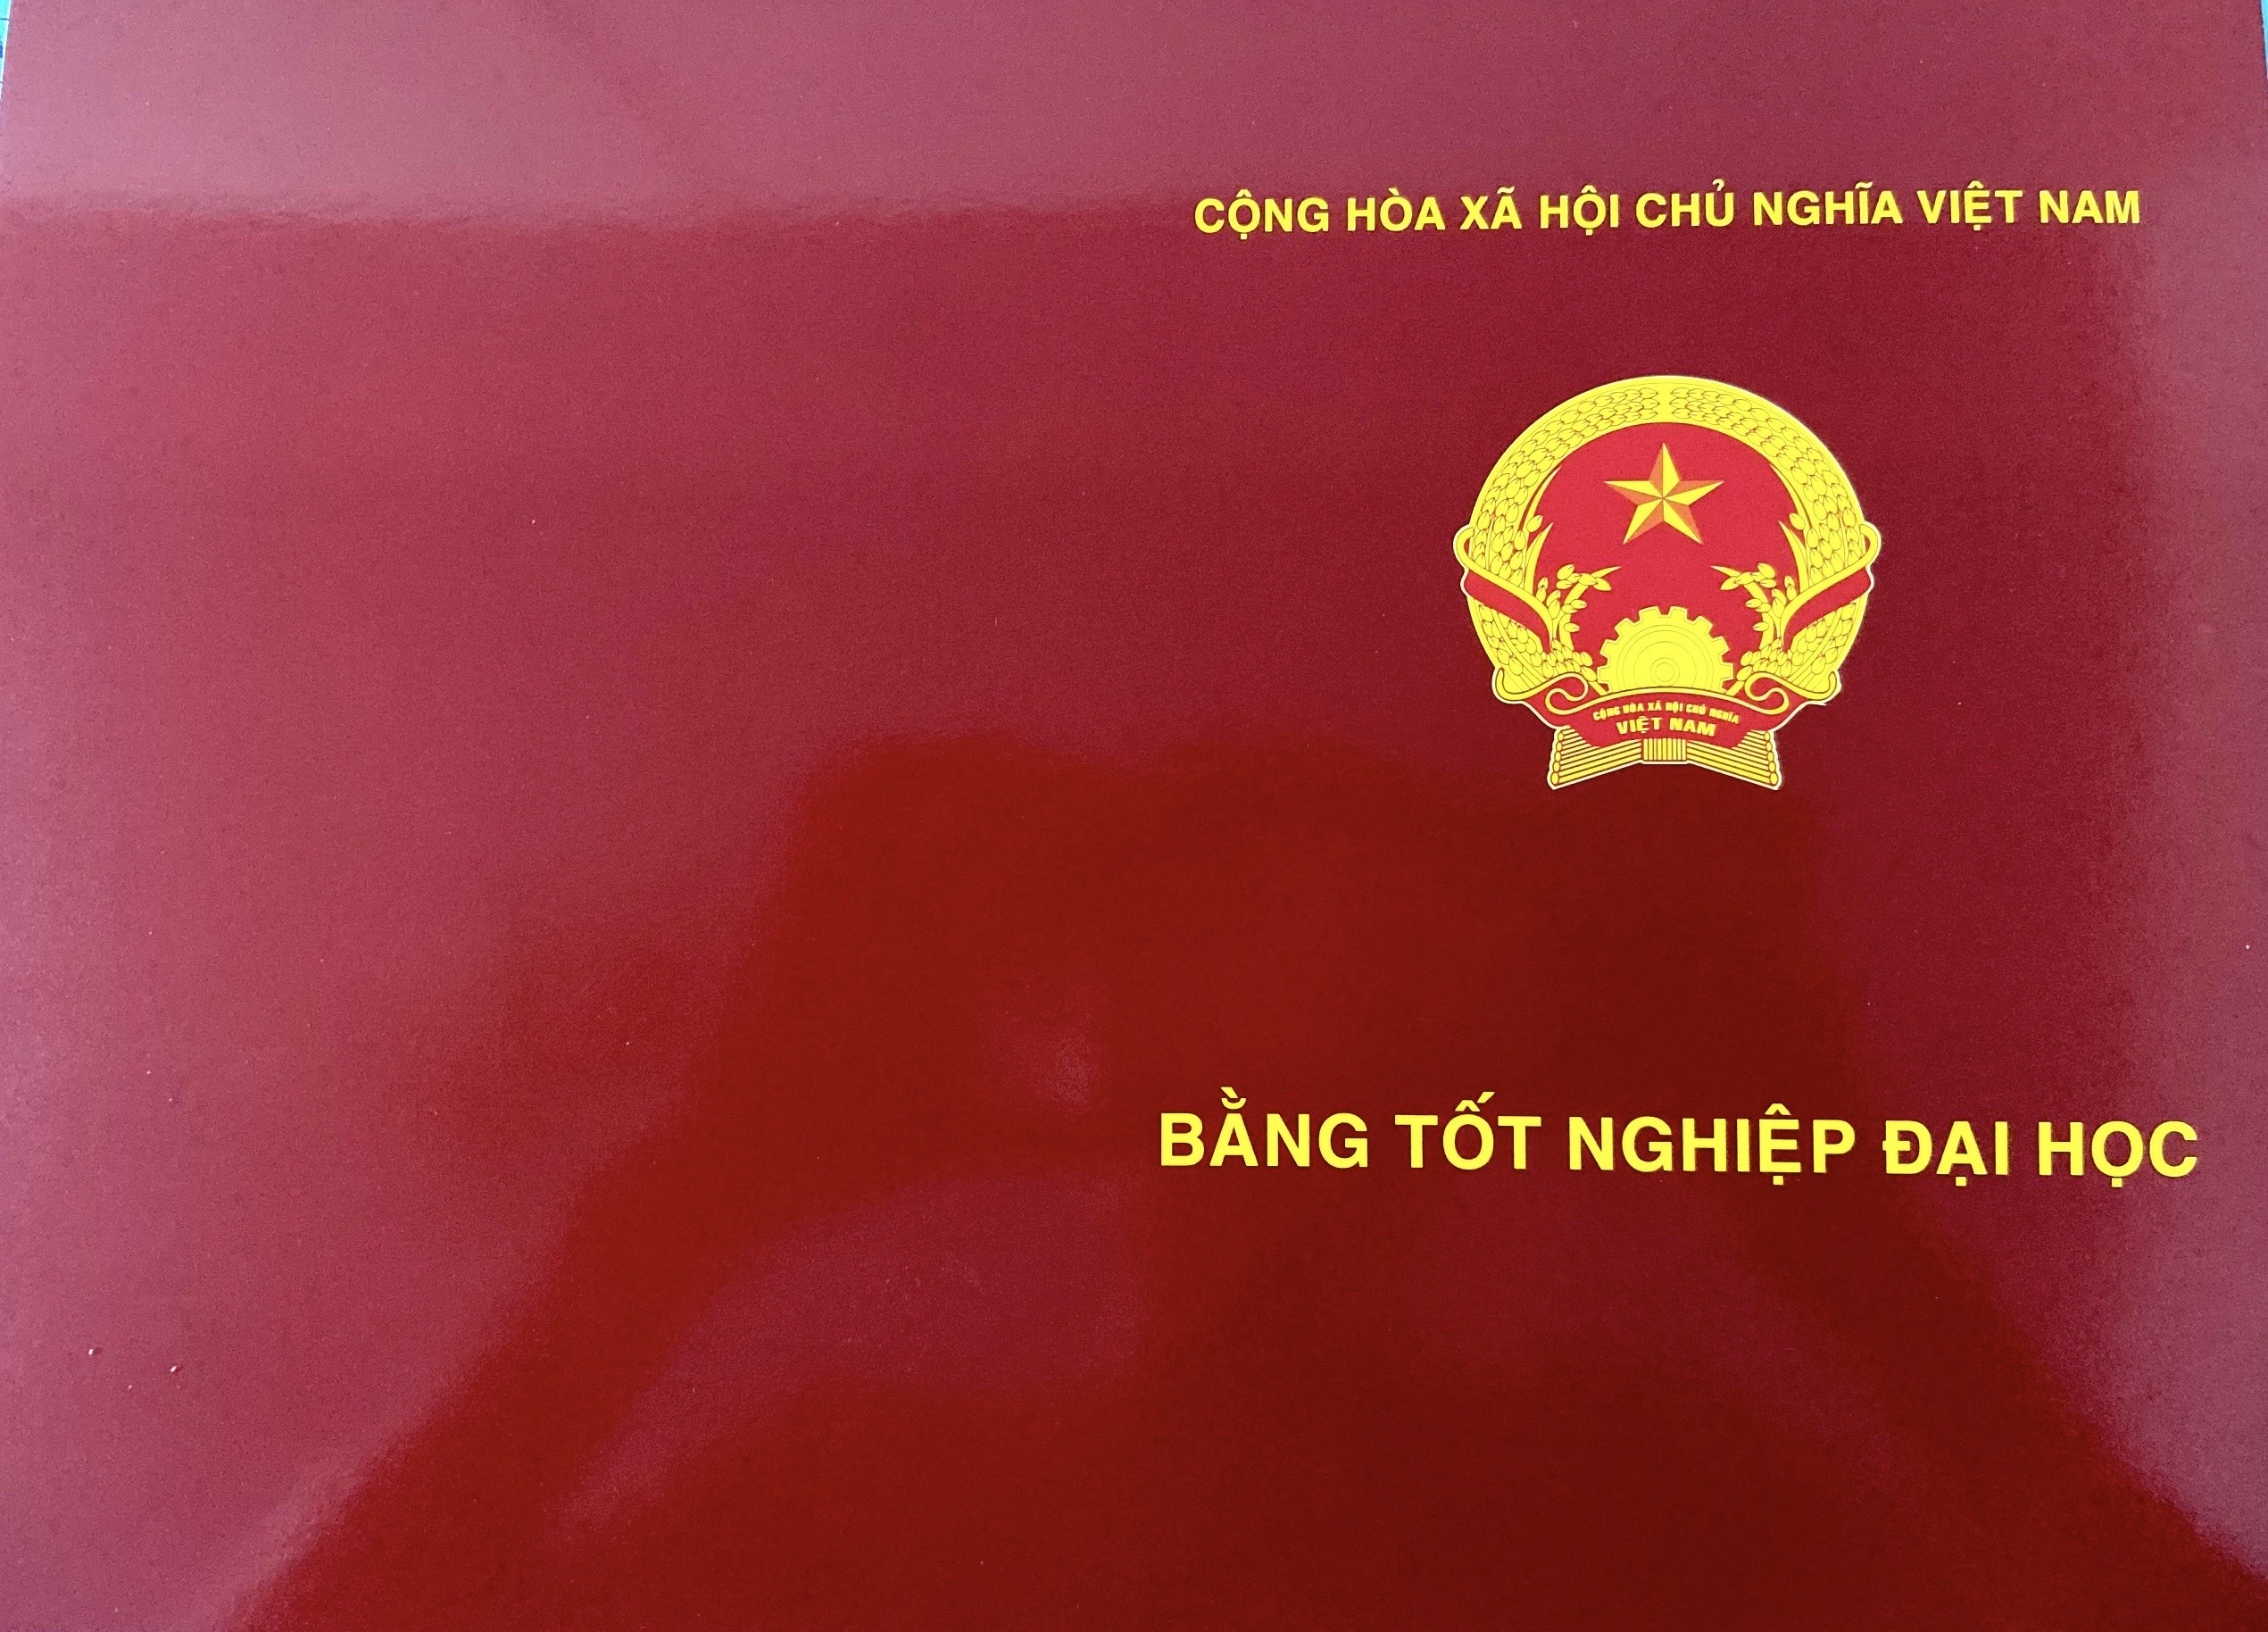 CỘNG HÒA XÃ HỘI CHỦ NGHĨA VIỆT NAM
CỘNG HÒA XÃ HỘI CHỦ NGHĨA
VIỆT NAM
BẰNG TỐT NGHIỆP ĐẠI HỌC